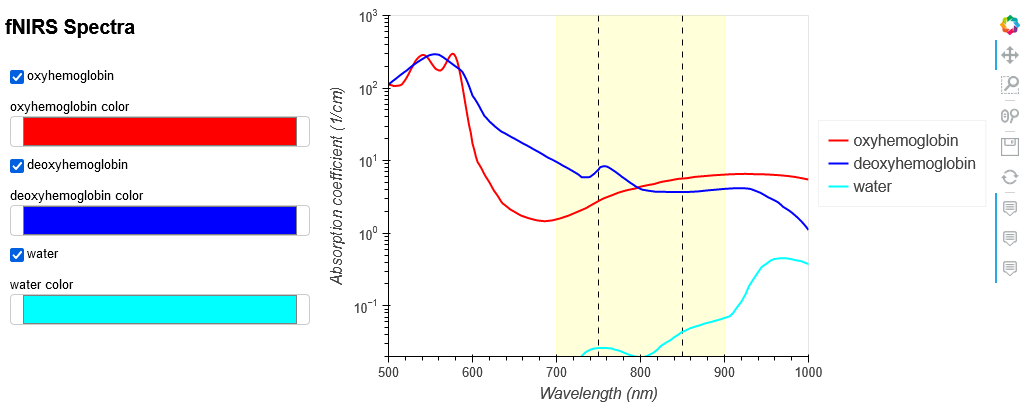 fNIRS Spectra
oxyhemoglobin
oxyhemoglobin color
deoxyhemoglobin
deoxyhemoglobin color
water
water color
Absorption coefficient (1/cm)
10³
10²
10¹
10⁰
10⁻¹
500 600 700 800 900 1000
Wavelength (nm)
oxyhemoglobin
deoxyhemoglobin
water